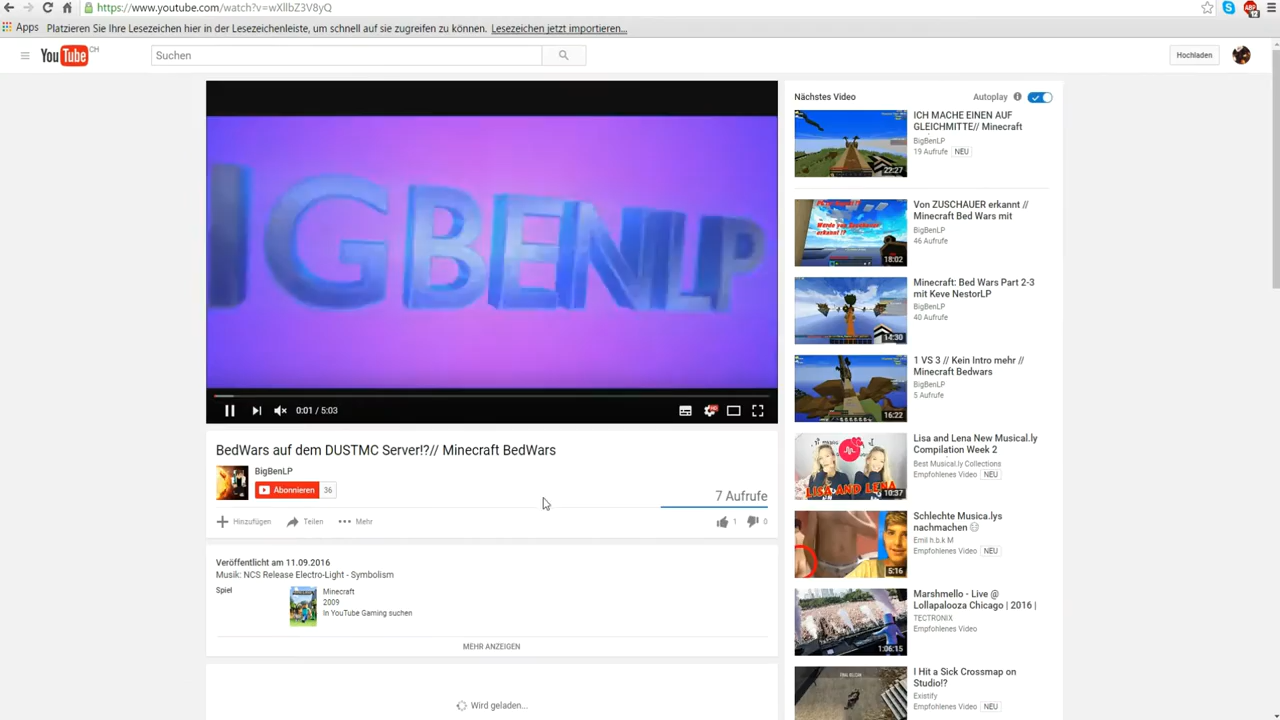 https://www.youtube.com/watch?v=wXllbZ3V8yQ
ABP
12
Apps Platzieren Sie Ihre Lesezeichen hier in der Lesezeichenleiste, um schnell auf sie zugreifen zu können. Lesezeichen jetzt importieren...
YouTube CH
Suchen
Hochladen
IGBENLP
0:01 / 5:03
BedWars auf dem DUSTMC Server!?// Minecraft BedWars
BigBenLP
Abonnieren 36
7 Aufrufe
Hinzufügen Teilen Mehr
1 0
Veröffentlicht am 11.09.2016
Musik: NCS Release Electro-Light - Symbolism
Spiel
Minecraft
2009
In YouTube Gaming suchen
MEHR ANZEIGEN
Wird geladen...
Nächstes Video
Autoplay
22:27
ICH MACHE EINEN AUF
GLEICHMITTE// Minecraft
BigBenLP
19 Aufrufe NEU
18:02
Von ZUSCHAUER erkannt //
Minecraft Bed Wars mit
BigBenLP
46 Aufrufe
14:30
Minecraft: Bed Wars Part 2-3
mit Keve NestorLP
BigBenLP
40 Aufrufe
16:22
1 VS 3 // Kein Intro mehr //
Minecraft Bedwars
BigBenLP
5 Aufrufe
LISA AND LENA
10:37
Lisa and Lena New Musical.ly
Compilation Week 2
Best Musical.ly Collections
Empfohlenes Video NEU
5:16
Schlechte Musica.lys
nachmachen
Emil h.b.k M
Empfohlenes Video NEU
1:06:15
Marshmello - Live @
Lollapalooza Chicago | 2016 |
TECTRONIX
Empfohlenes Video
I Hit a Sick Crossmap on
Studio!?
Existify
Empfohlenes Video NEU